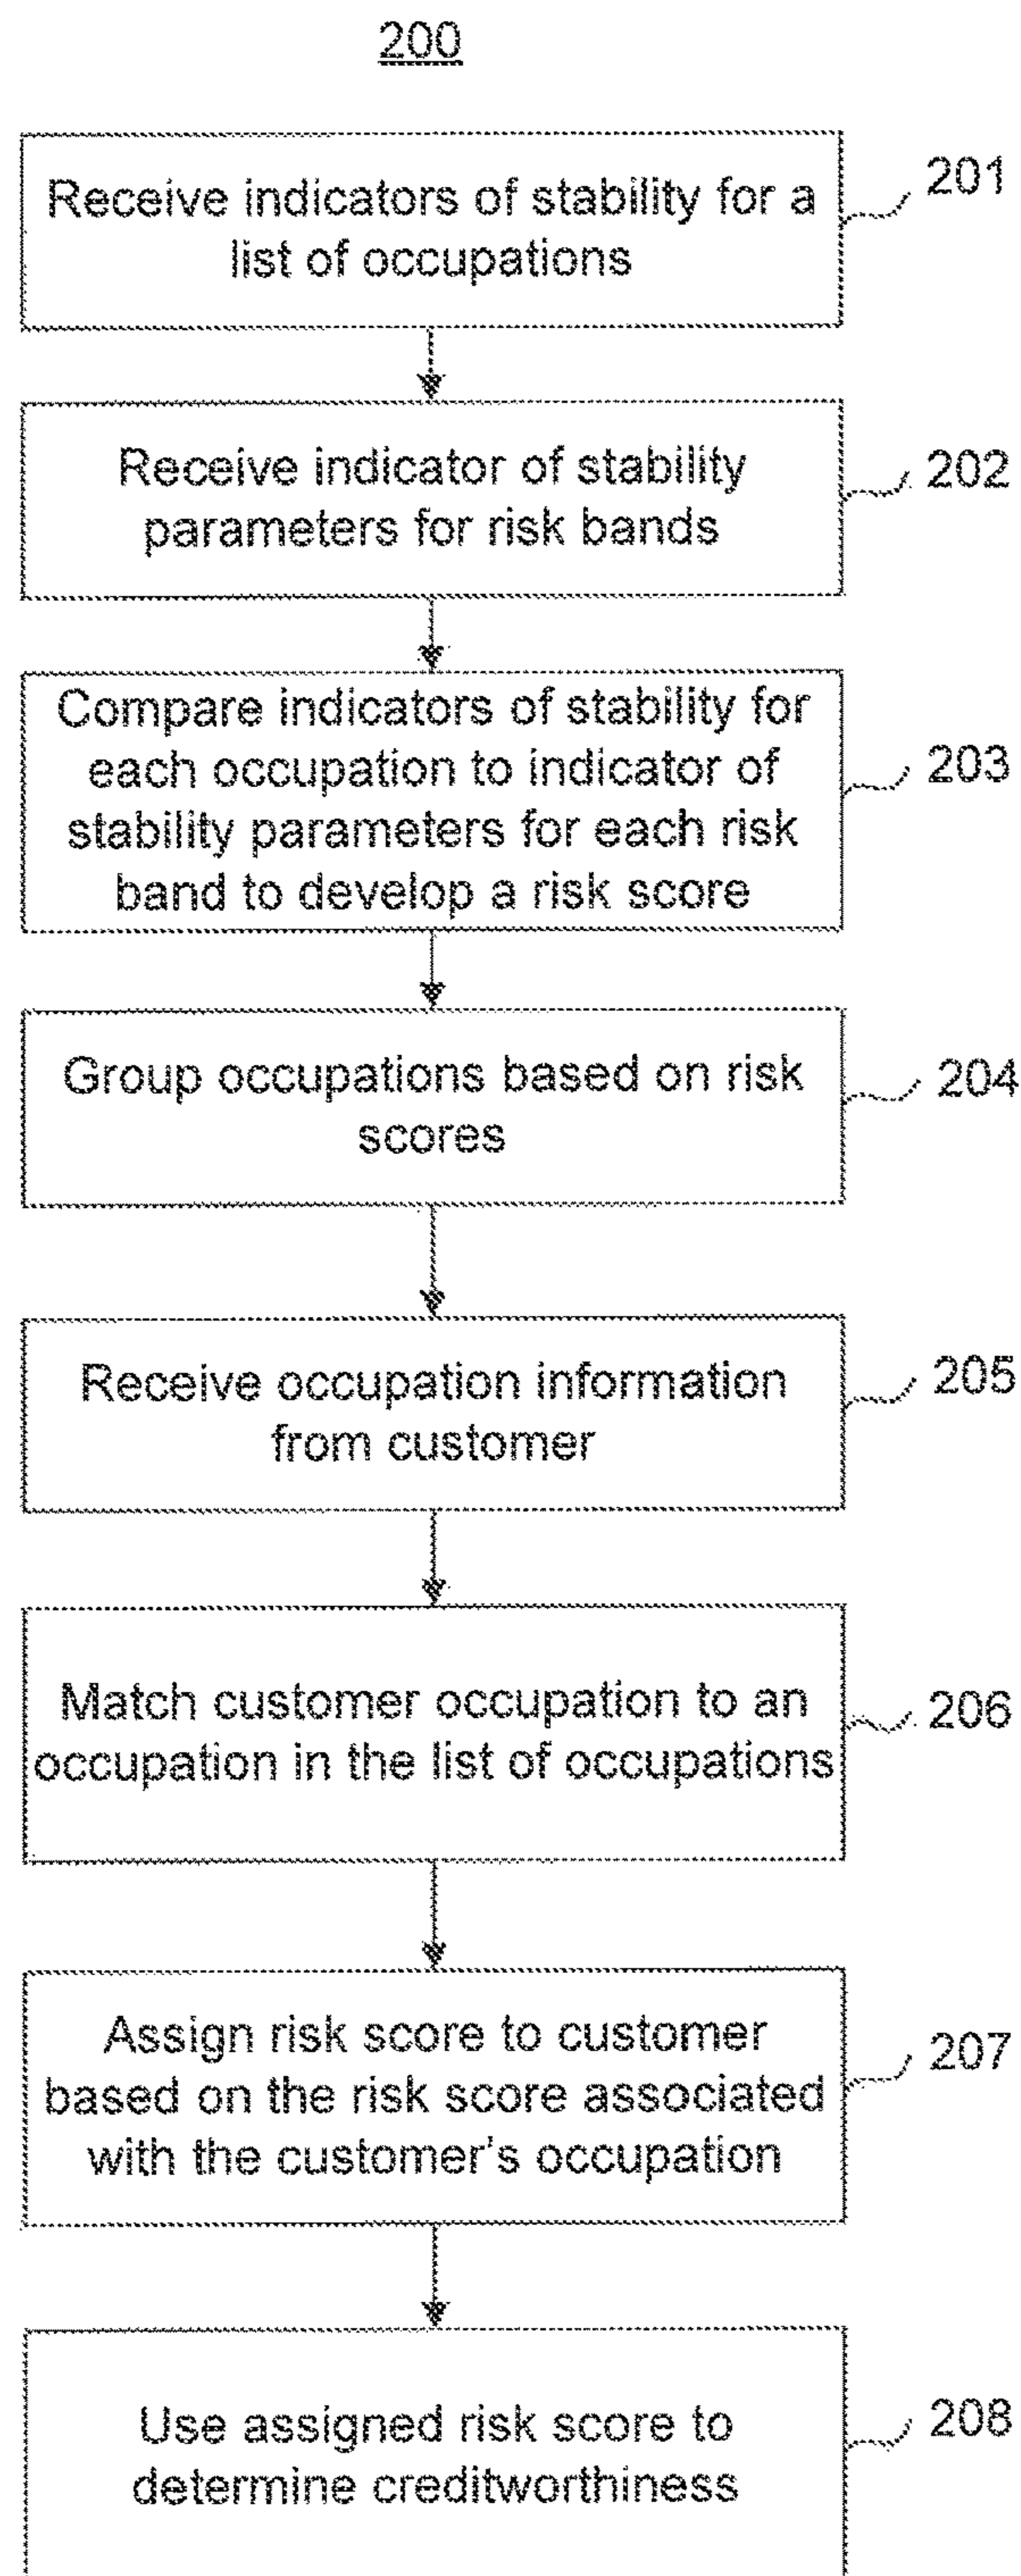 200
Receive indicators of stability for a
list of occupations
201
Receive indicator of stability
parameters for risk bands
202
Compare indicators of stability for
each occupation to indicator of
stability parameters for each risk
band to develop a risk score
203
Group occupations based on risk
scores
204
Receive occupation information
from customer
205
Match customer occupation to an
occupation in the list of occupations
206
Assign risk score to customer
based on the risk score associated
with the customer's occupation
207
Use assigned risk score to
determine creditworthiness
208